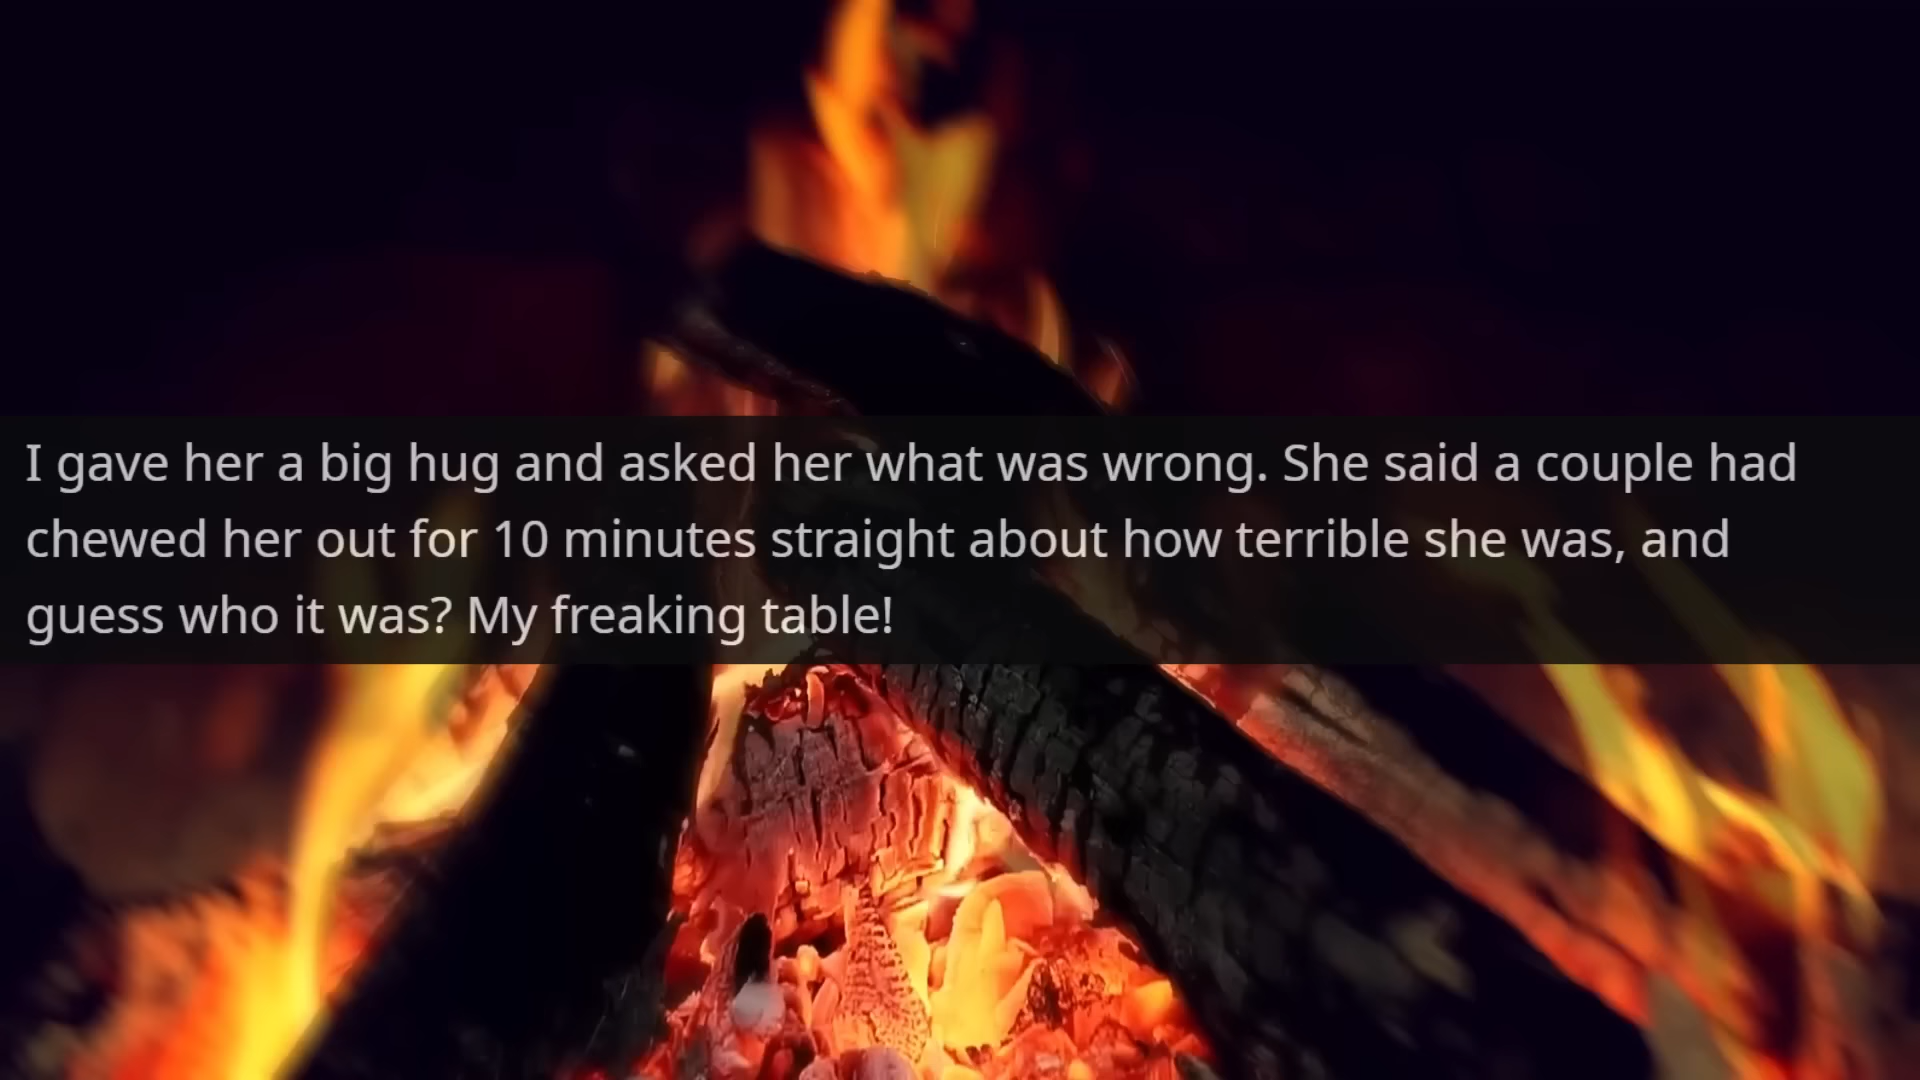 I gave her a big hug and asked her what was wrong. She said a couple had
chewed her out for 10 minutes straight about how terrible she was, and
guess who it was? My freaking table!